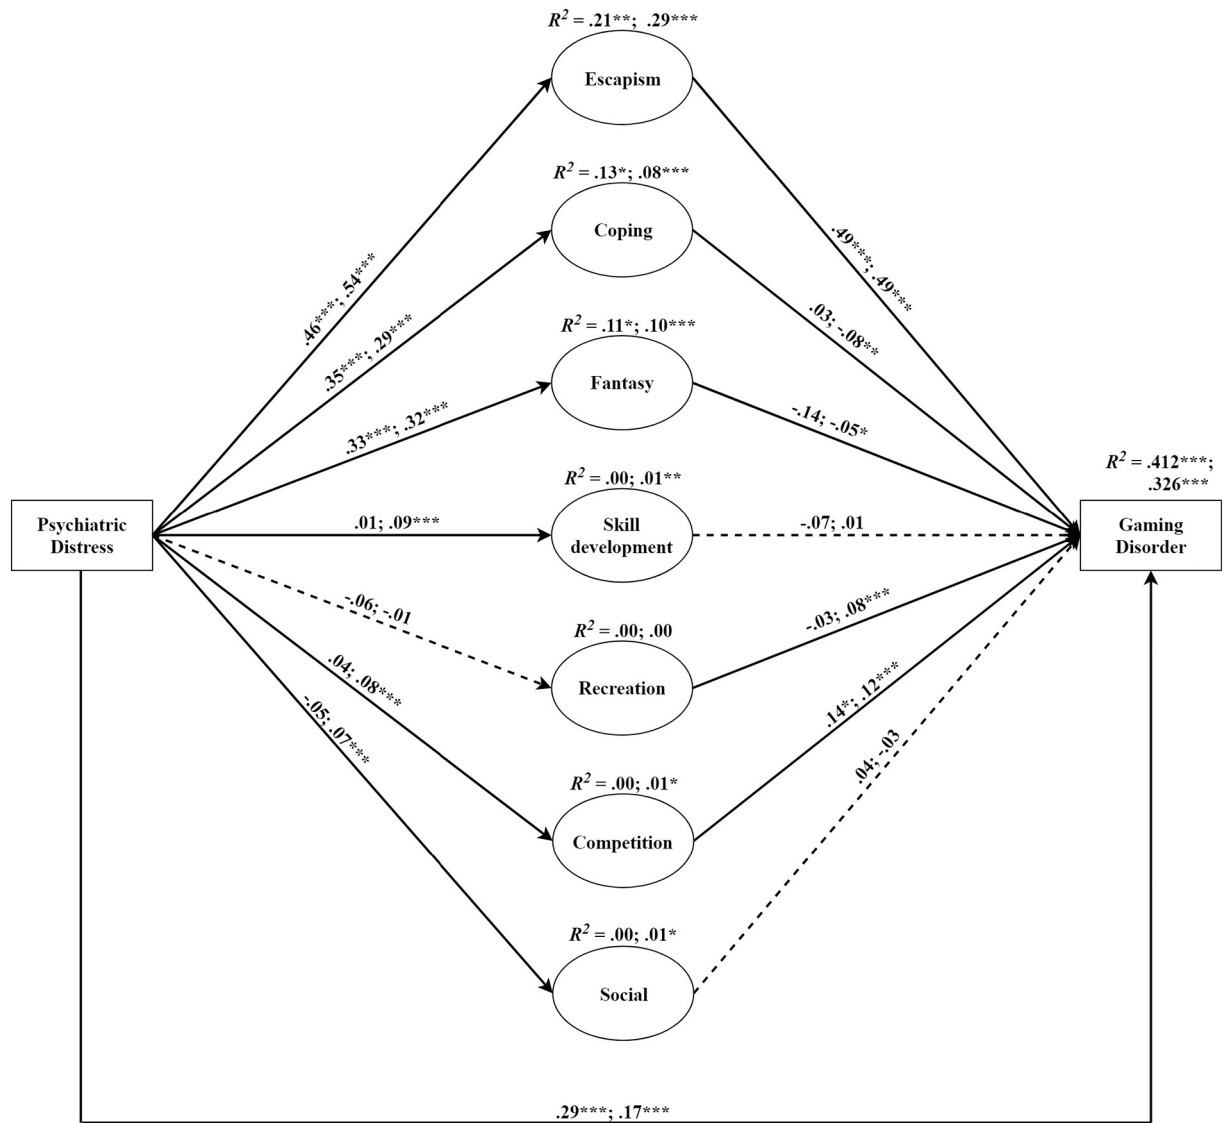 R² = .21**; .29***
Escapism
R² = .13*; .08***
Coping
.46***; .54***
.49***; .49***
.35***; .29***
.03; -.08**
R² = .11*; .10***
Fantasy
.33***; .32***
-.14; -.05*
R² = .412***;
.326***
R² = .00; .01**
Psychiatric
Distress
.01; .09***
Skill
development
-.07; .01
Gaming
Disorder
-.06; -.01
R² = .00; .00
Recreation
-.03; .08***
.04; .08***
.14*; .12***
-.05; .07***
R² = .00; .01*
Competition
.04; -.03
R² = .00; .01*
Social
.29***; .17***